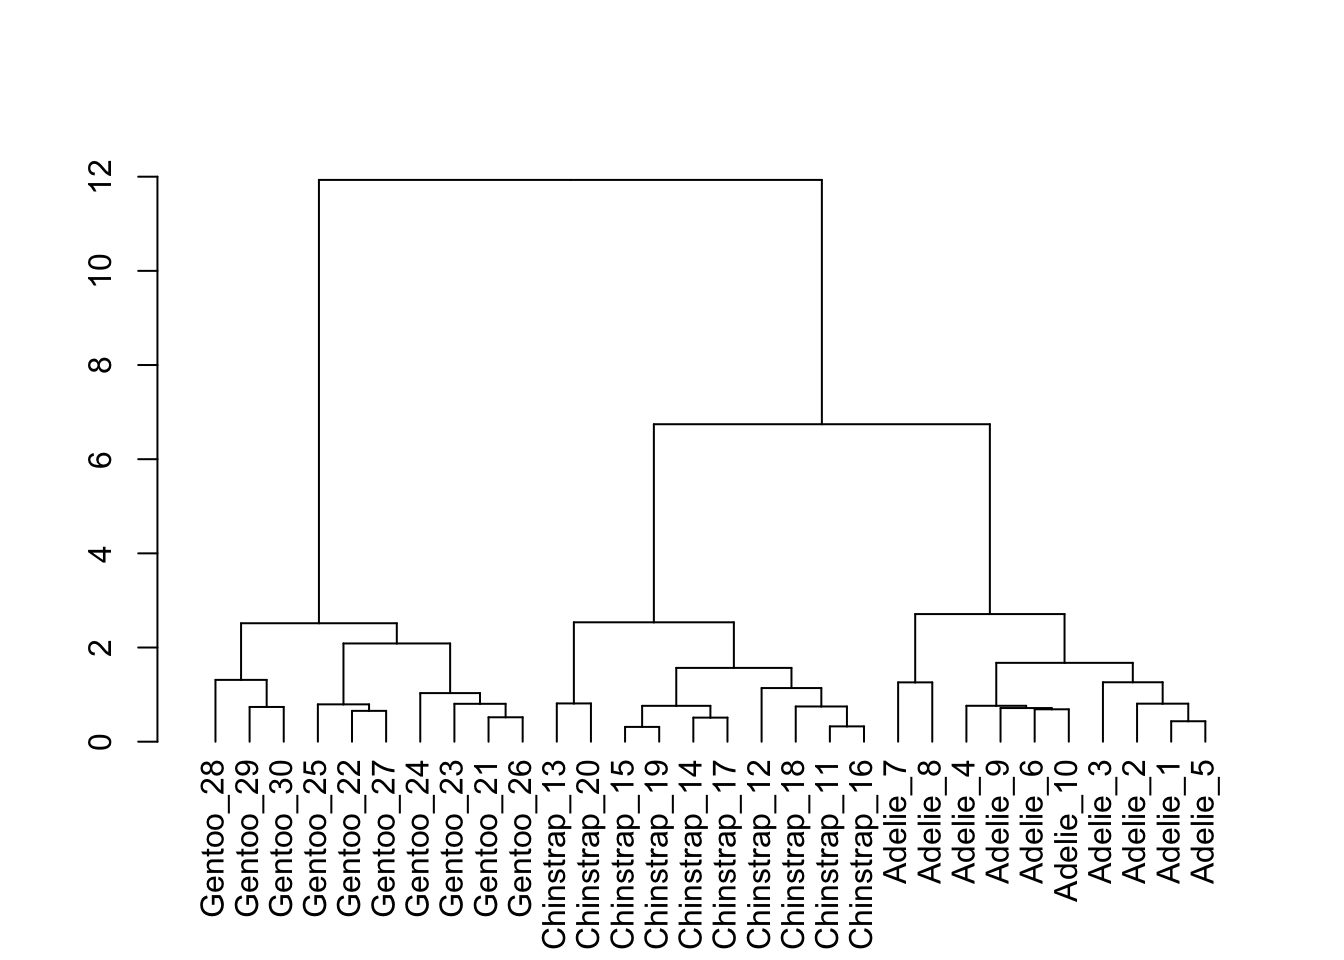 12
10
8
6
4
2
0
Gentoo_28
Gentoo_29
Gentoo_30
Gentoo_25
Gentoo_22
Gentoo_27
Gentoo_24
Gentoo_23
Gentoo_21
Gentoo_26
Chinstrap_13
Chinstrap_20
Chinstrap_15
Chinstrap_19
Chinstrap_14
Chinstrap_17
Chinstrap_12
Chinstrap_18
Chinstrap_11
Chinstrap_16
Adelie_7
Adelie_8
Adelie_4
Adelie_9
Adelie_6
Adelie_10
Adelie_3
Adelie_2
Adelie_1
Adelie_5